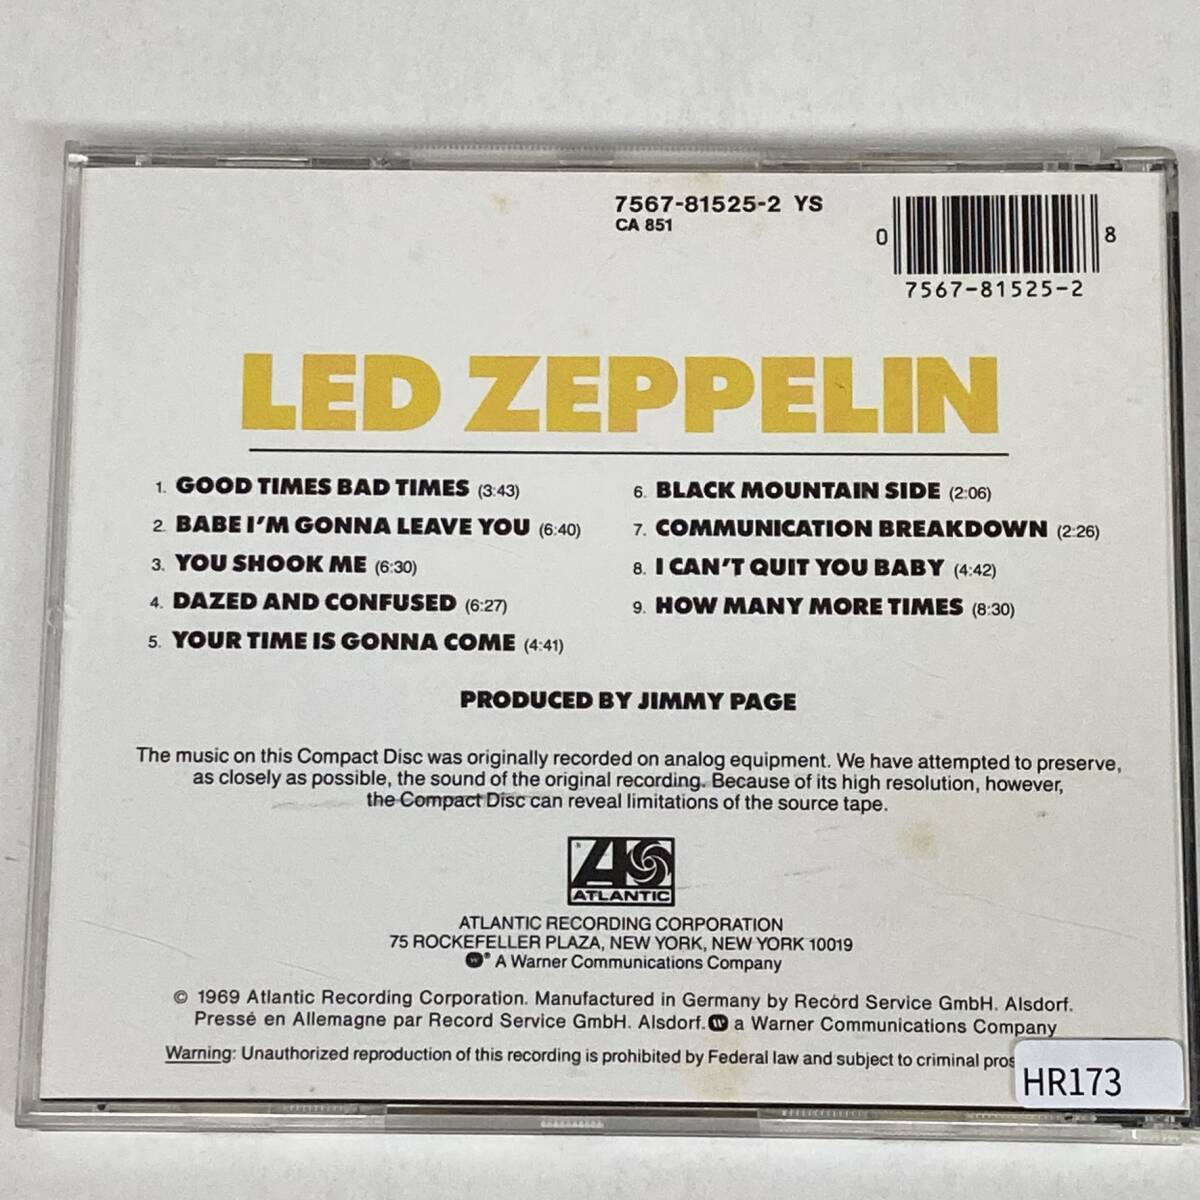 7567-81525-2 YS
CA 851
0 8
7567-81525-2
LED ZEPPELIN
1. GOOD TIMES BAD TIMES (3:43)
2. BABE I'M GONNA LEAVE YOU (6:40)
3. YOU SHOOK ME (6:30)
4. DAZED AND CONFUSED (6:27)
5. YOUR TIME IS GONNA COME (4:41)
6. BLACK MOUNTAIN SIDE (2:06)
7. COMMUNICATION BREAKDOWN (2:26)
8. I CAN'T QUIT YOU BABY (4:42)
9. HOW MANY MORE TIMES (8:30)
PRODUCED BY JIMMY PAGE
The music on this Compact Disc was originally recorded on analog equipment. We have attempted to preserve,
as closely as possible, the sound of the original recording. Because of its high resolution, however,
the Compact Disc can reveal limitations of the source tape.
ATLANTIC
ATLANTIC RECORDING CORPORATION
75 ROCKEFELLER PLAZA, NEW YORK, NEW YORK 10019
® A Warner Communications Company
© 1969 Atlantic Recording Corporation. Manufactured in Germany by Record Service GmbH. Alsdorf.
Pressé en Allemagne par Record Service GmbH. Alsdorf. a Warner Communications Company
Warning: Unauthorized reproduction of this recording is prohibited by Federal law and subject to criminal pros
HR173